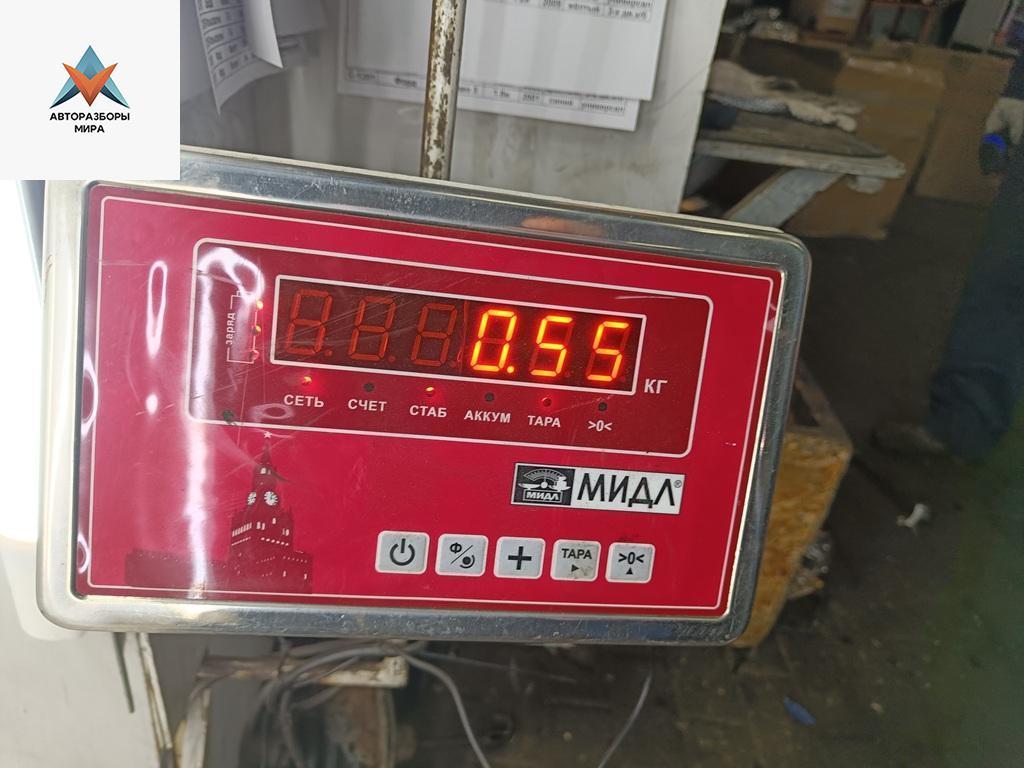 АВТОРАЗБОРЫ
МИРА
заряд
0.55
КГ
СЕТЬ СЧЕТ СТАБ АККУМ ТАРА >0<
МИДЛ МИДЛ®
Ф + ТАРА >0<